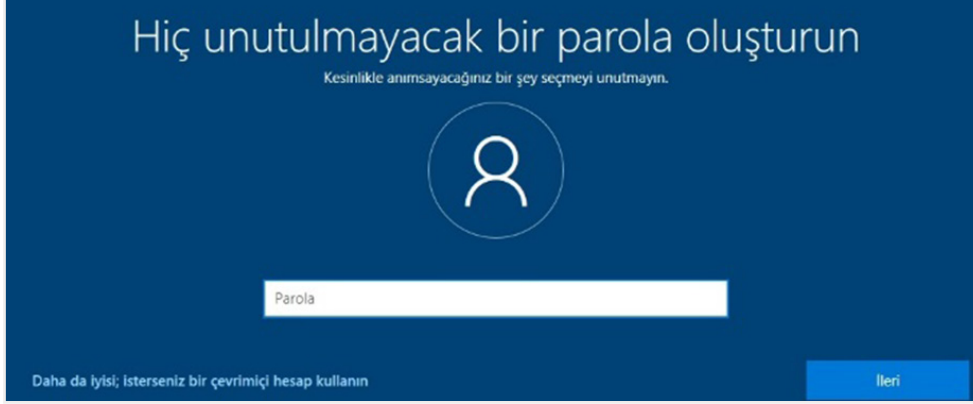 Hiç unutulmayacak bir parola oluşturun
Kesinlikle anımsayacağınız bir şey seçmeyi unutmayın.
Parola
Daha da iyisi; isterseniz bir çevrimiçi hesap kullanın
İleri